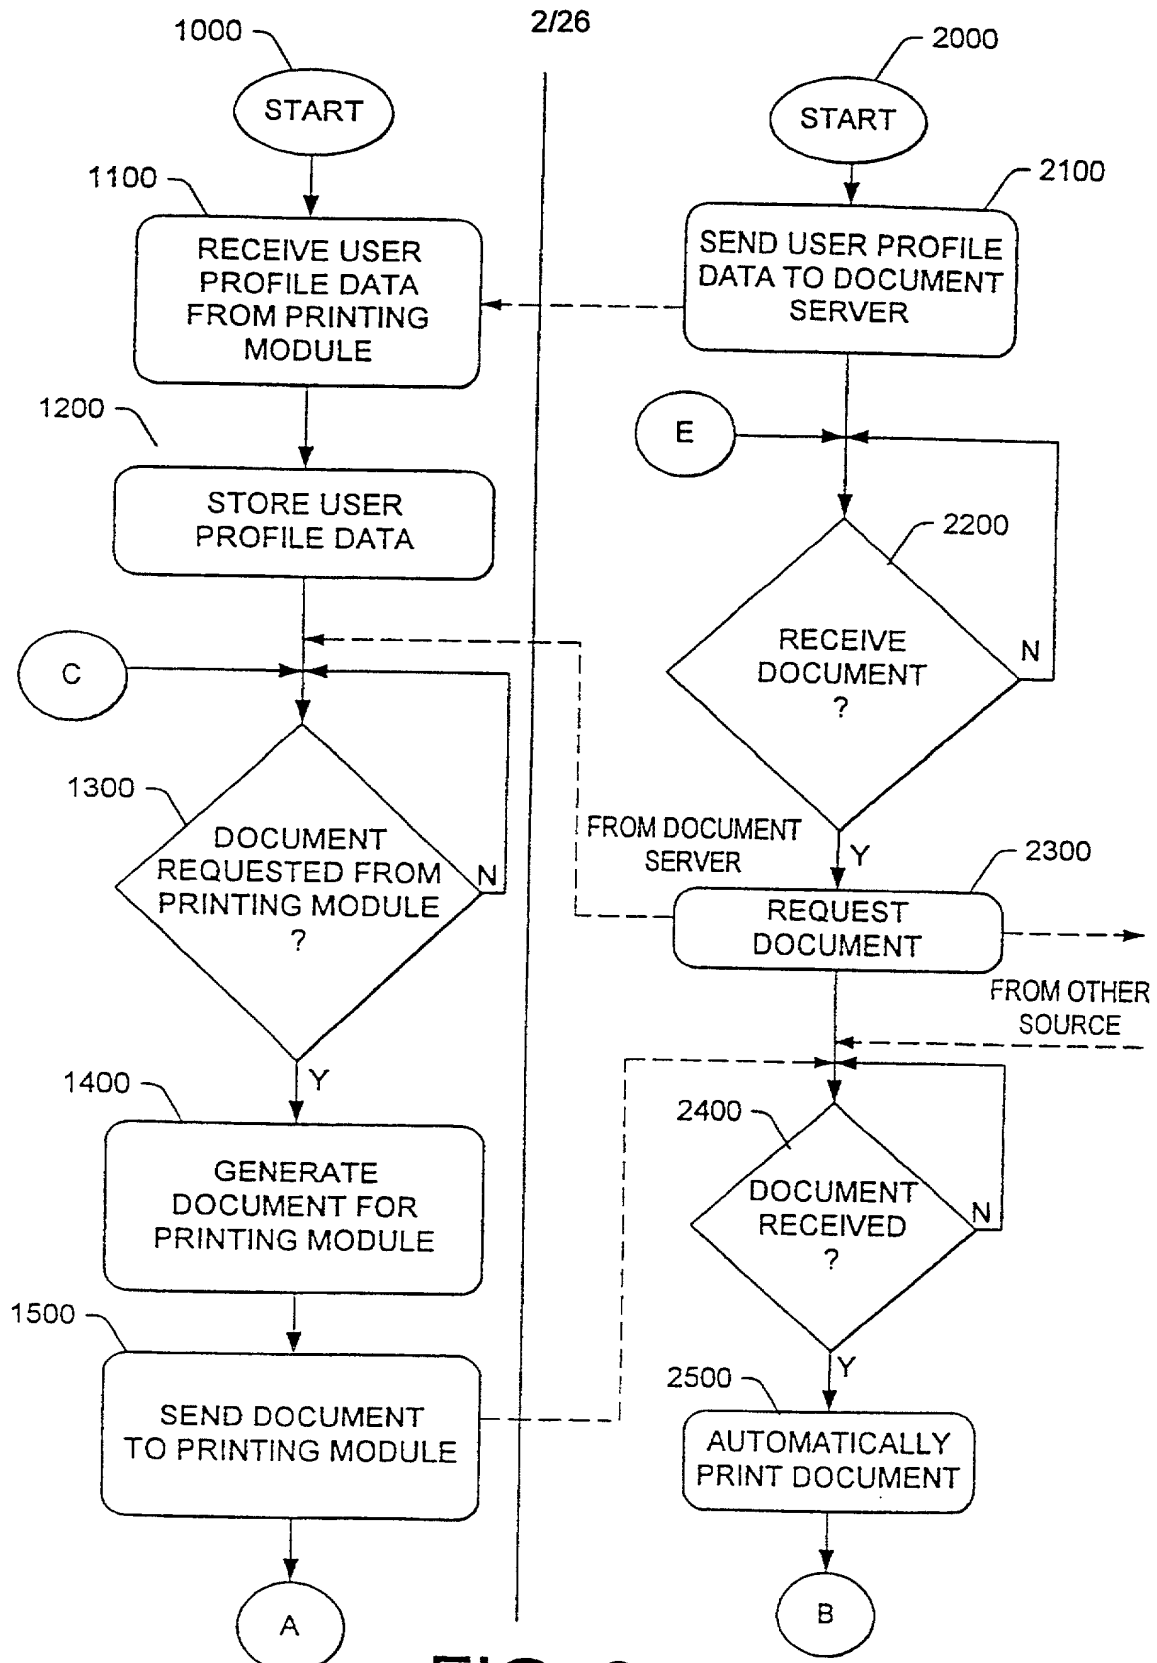 2/26
1000
START
1100
RECEIVE USER
PROFILE DATA
FROM PRINTING
MODULE
1200
STORE USER
PROFILE DATA
C
1300
DOCUMENT
REQUESTED FROM
PRINTING MODULE
?
N
Y
1400
GENERATE
DOCUMENT FOR
PRINTING MODULE
1500
SEND DOCUMENT
TO PRINTING MODULE
A
2000
START
2100
SEND USER PROFILE
DATA TO DOCUMENT
SERVER
E
2200
RECEIVE
DOCUMENT
?
N
Y
FROM DOCUMENT
SERVER
2300
REQUEST
DOCUMENT
FROM OTHER
SOURCE
2400
DOCUMENT
RECEIVED
?
N
Y
2500
AUTOMATICALLY
PRINT DOCUMENT
B